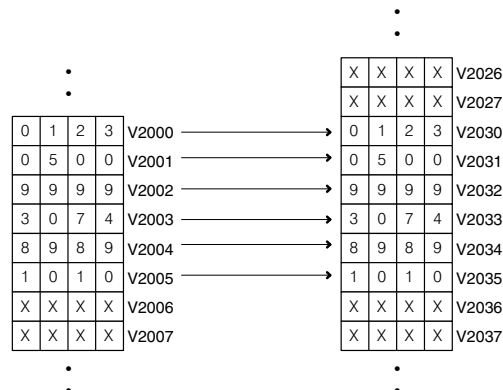 X X X X V2026
X X X X V2027
0 1 2 3 V2000 0 1 2 3 V2030
0 5 0 0 V2001 0 5 0 0 V2031
9 9 9 9 V2002 9 9 9 9 V2032
3 0 7 4 V2003 3 0 7 4 V2033
8 9 8 9 V2004 8 9 8 9 V2034
1 0 1 0 V2005 1 0 1 0 V2035
X X X X V2006 X X X X V2036
X X X X V2007 X X X X V2037